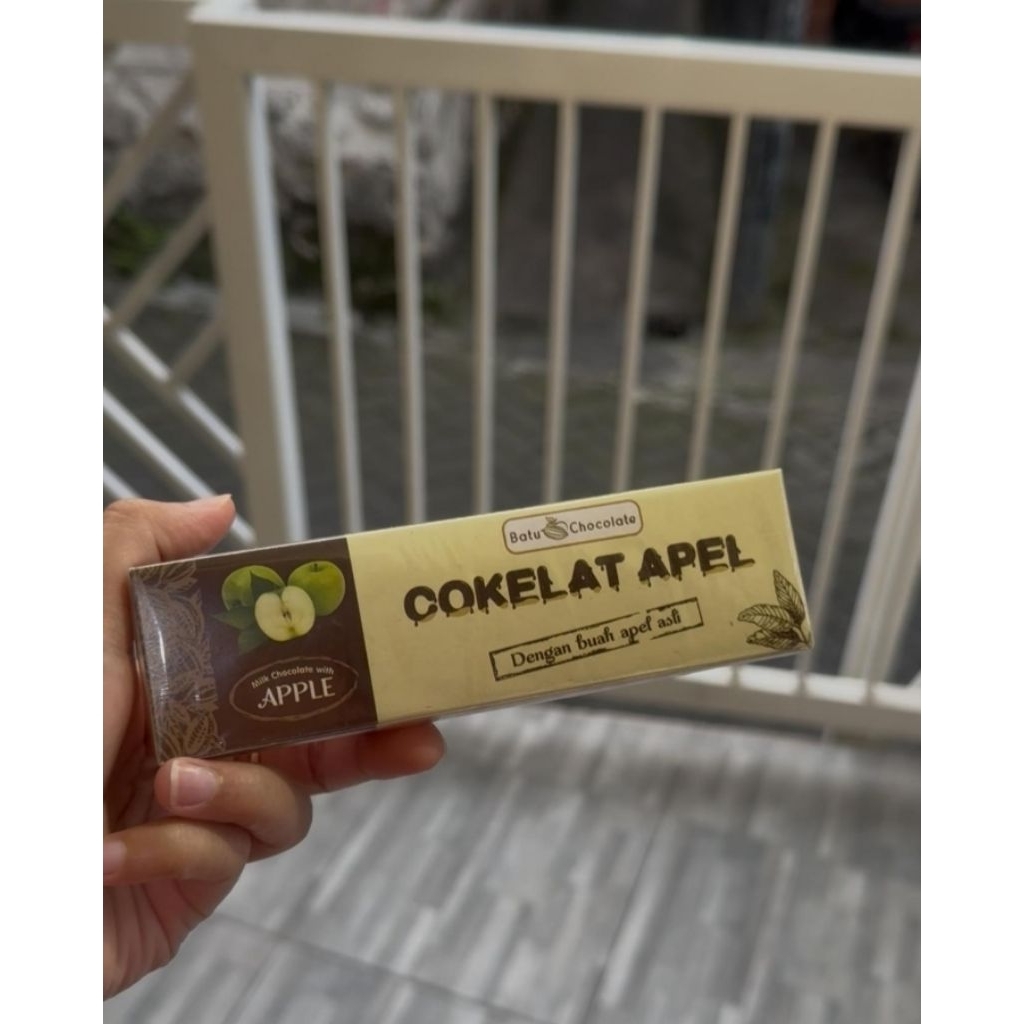 Batu Chocolate
COKELAT APEL
Dengan buah apel asli
Milk Chocolate with
APPLE